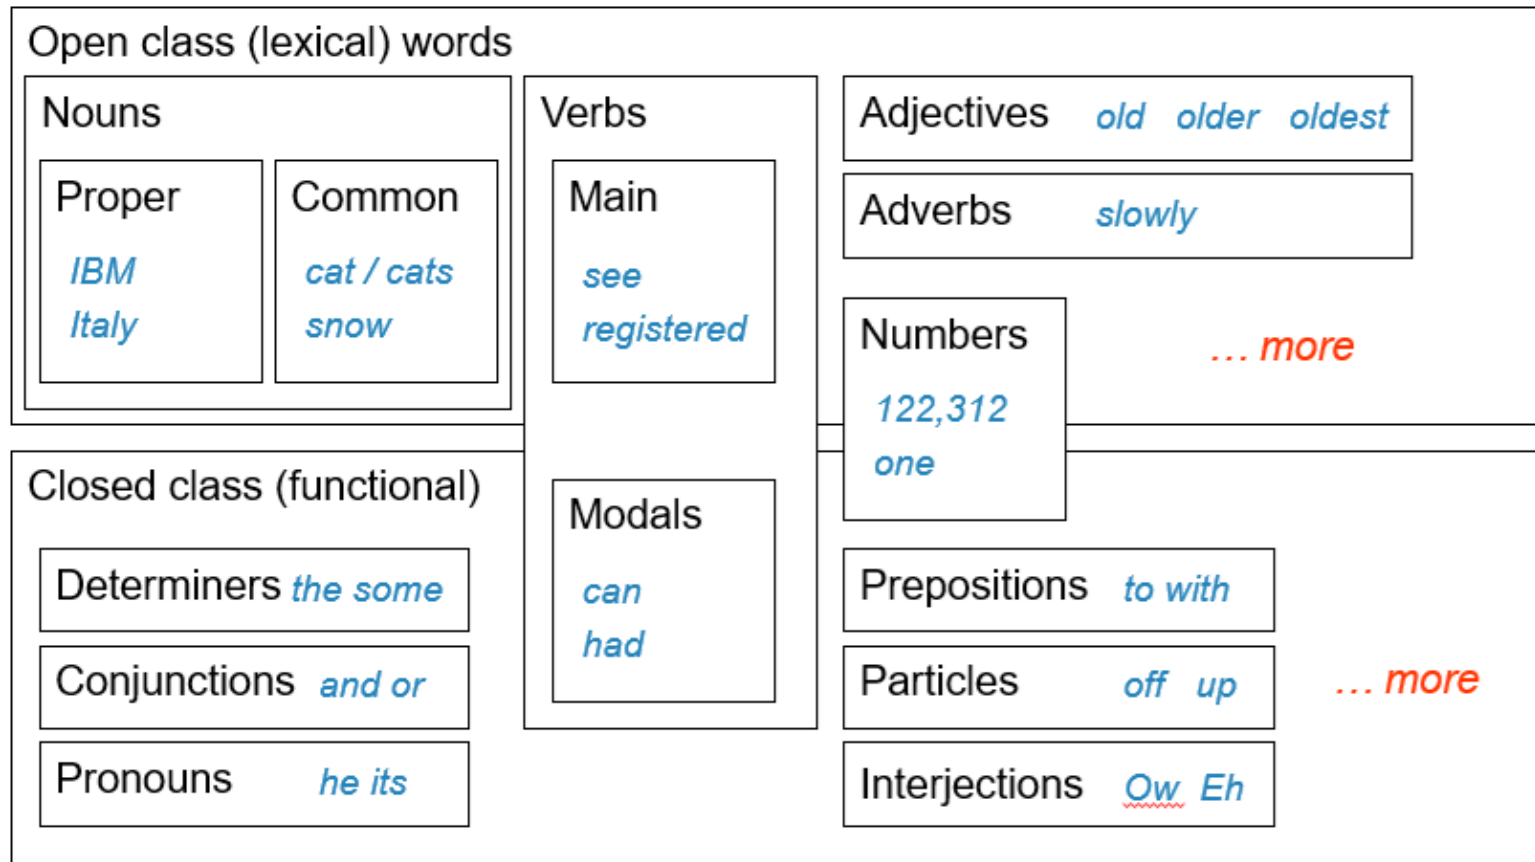 Open class (lexical) words
Nouns
Proper
IBM
Italy
Common
cat / cats
snow
Verbs
Main
see
registered
Adjectives old older oldest
Adverbs slowly
Numbers
122,312
one
… more
Closed class (functional)
Determiners the some
Conjunctions and or
Pronouns he its
Modals
can
had
Prepositions to with
Particles off up
Interjections Ow Eh
… more